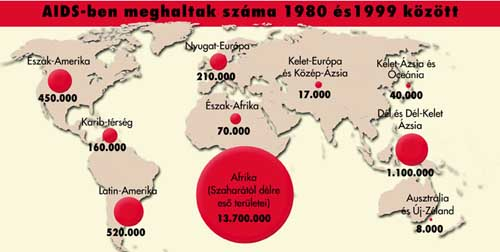 AIDS-ben meghaltak száma 1980 és1999 között
Észak-Amerika
450.000
Nyugat-Európa
210.000
Kelet-Európa
és Közép-Ázsia
17.000
Kelet-Ázsia és
Óceánia
40.000
Karib-térség
160.000
Észak-Afrika
70.000
Dél és Dél-Kelet
Ázsia
1.100.000
Afrika
(Szaharától délre
eső területei)
13.700.000
Latin-Amerika
520.000
Ausztrália
és Új-Zéland
8.000